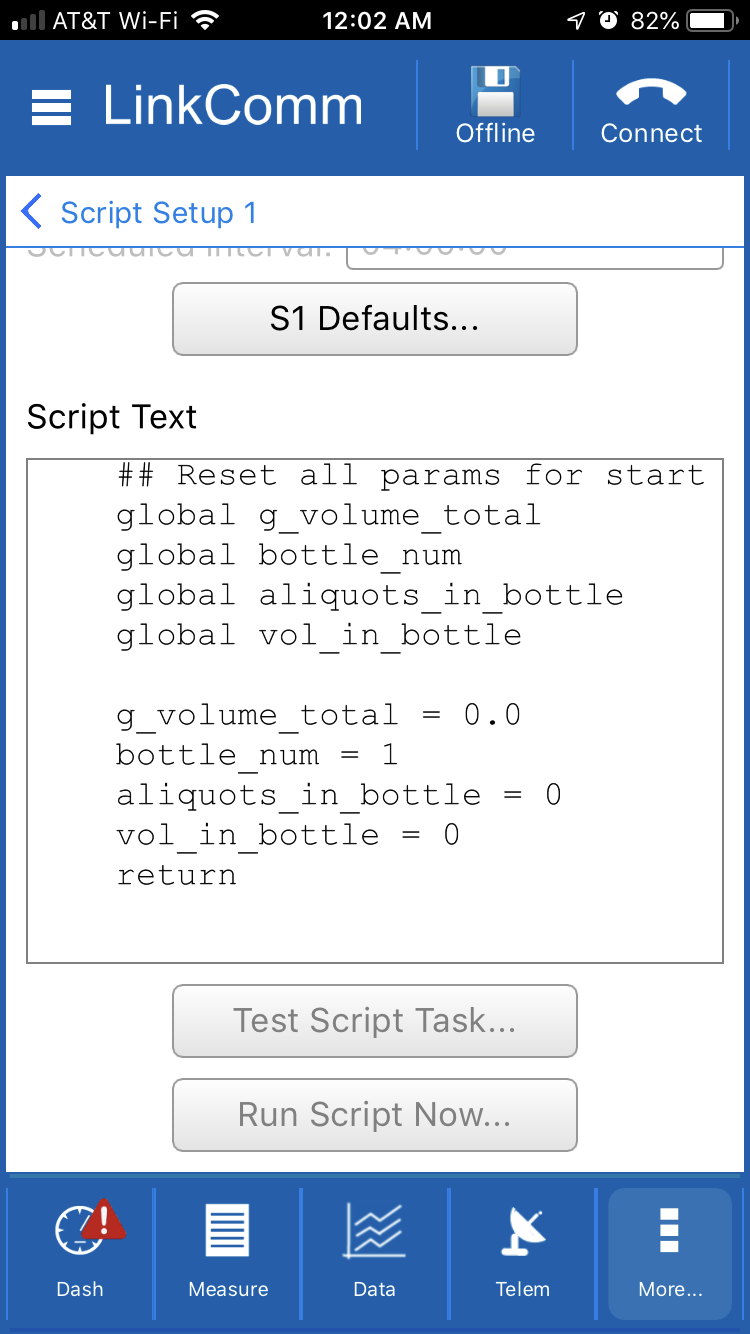 AT&T Wi-Fi 12:02 AM 82%
LinkComm
Offline
Connect
Script Setup 1
Scheduled Interval:
S1 Defaults...
Script Text
## Reset all params for start
global g_volume_total
global bottle_num
global aliquots_in_bottle
global vol_in_bottle
g_volume_total = 0.0
bottle_num = 1
aliquots_in_bottle = 0
vol_in_bottle = 0
return
Test Script Task...
Run Script Now...
Dash
Measure
Data
Telem
More...